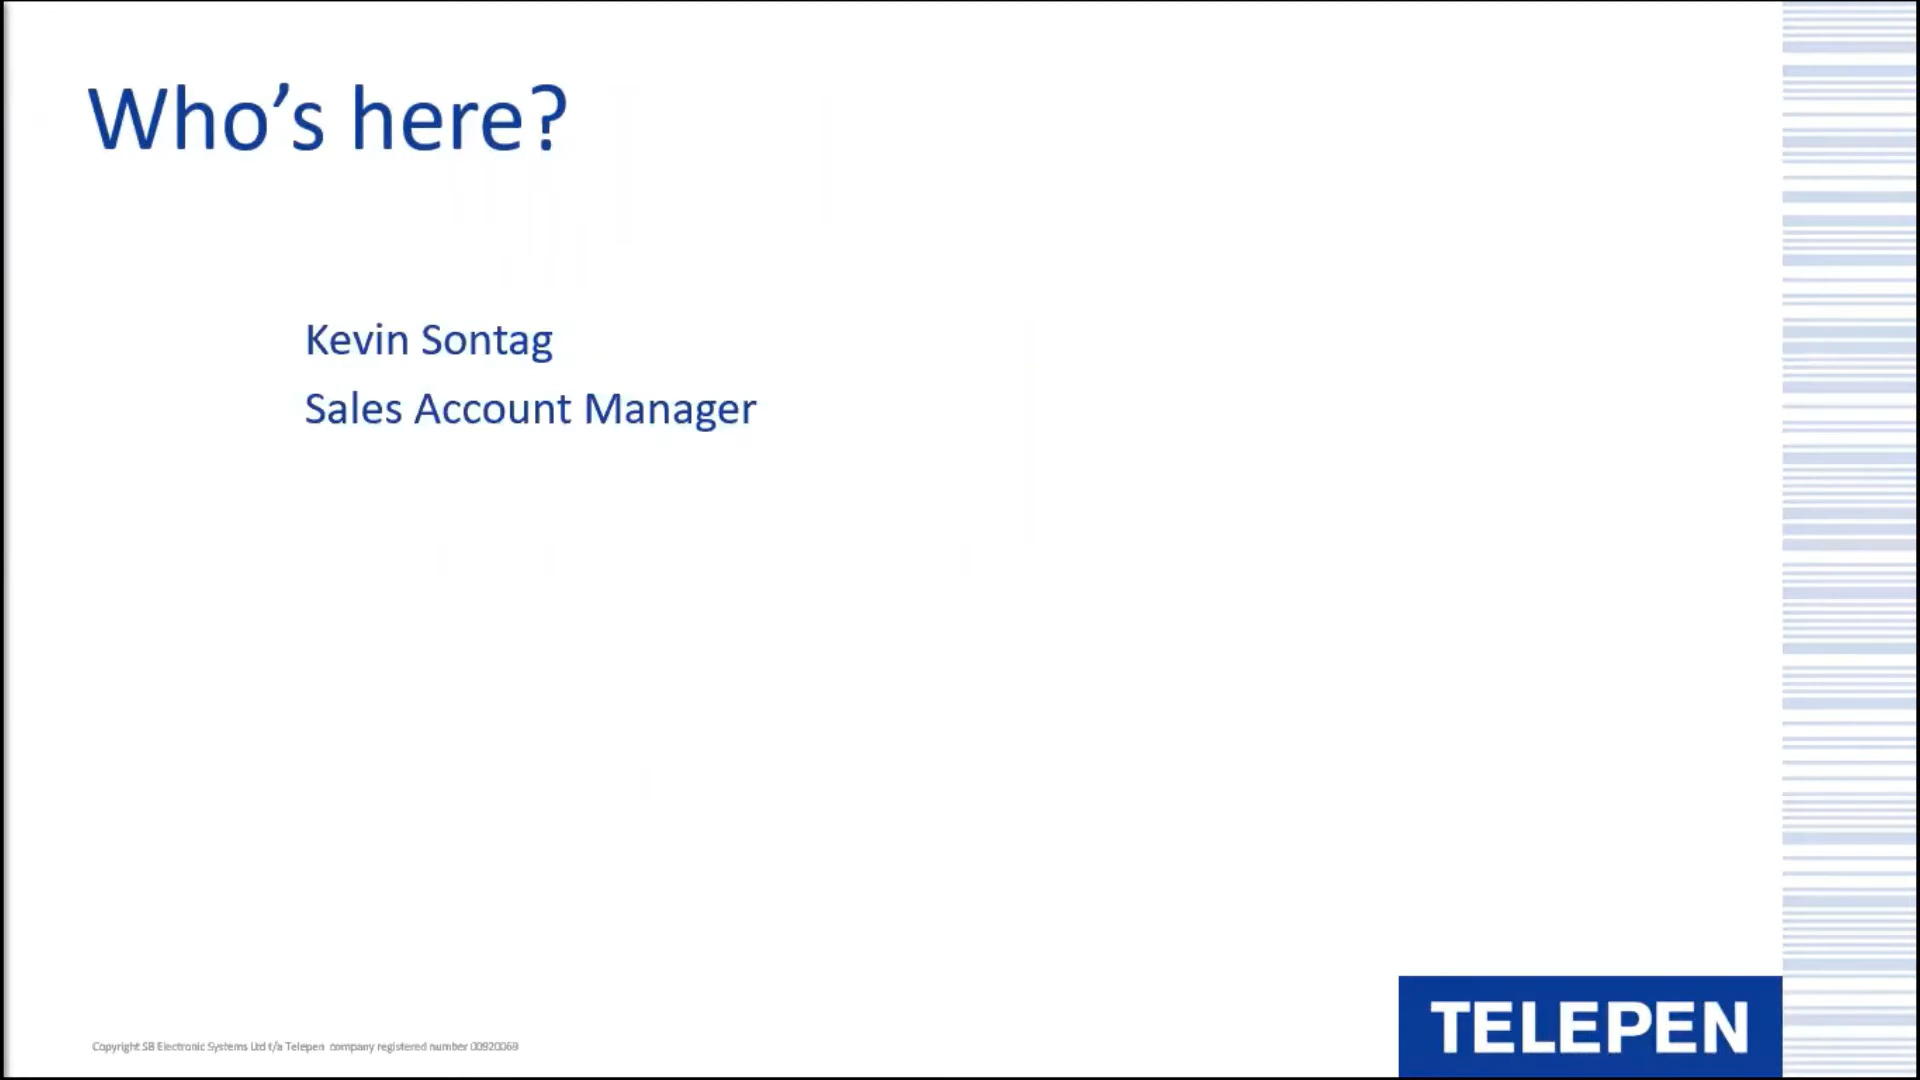 Who's here?
Kevin Sontag
Sales Account Manager
Copyright SB Electronic Systems Ltd t/a Telepen company registered number 00920069
TELEPEN